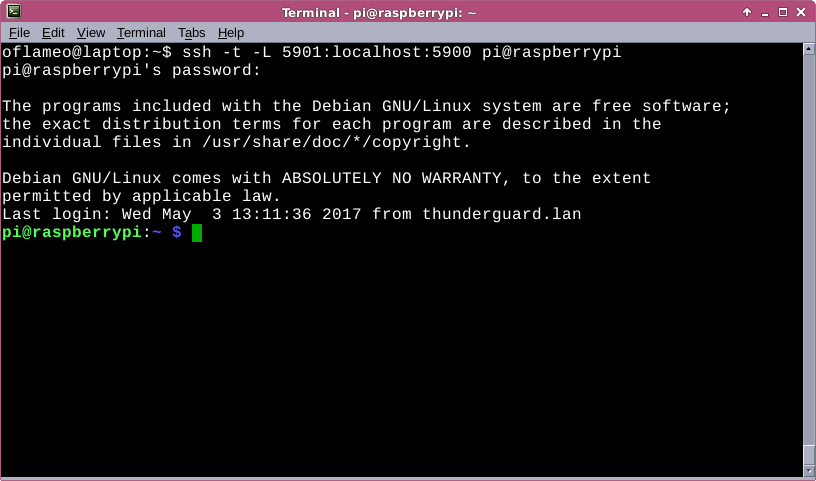 Terminal - pi@raspberrypi: ~
File Edit View Terminal Tabs Help
oflameo@laptop:~$ ssh -t -L 5901:localhost:5900 pi@raspberrypi
pi@raspberrypi's password:
The programs included with the Debian GNU/Linux system are free software;
the exact distribution terms for each program are described in the
individual files in /usr/share/doc/*/copyright.
Debian GNU/Linux comes with ABSOLUTELY NO WARRANTY, to the extent
permitted by applicable law.
Last login: Wed May  3 13:11:36 2017 from thunderguard.lan
pi@raspberrypi:~ $